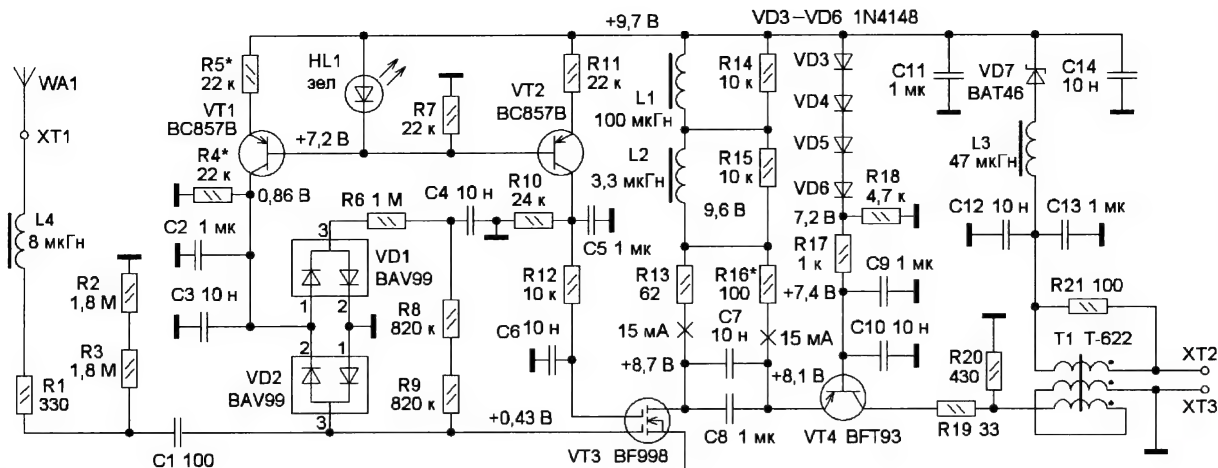 +9,7 В
VD3–VD6 1N4148
WA1
XT1
L4
8 мкГн
R1
330
R2
1,8 М
R3
1,8 М
C1 100
R5*
22 к
VT1
BC857B
R4*
22 к
0,86 В
C2 1 мк
C3 10 н
HL1
зел
+7,2 В
R7
22 к
R6 1 М
3
VD1
BAV99
1
2
2
1
VD2
BAV99
3
R8
820 к
R9
820 к
+0,43 В
C4 10 н
R10
24 к
VT2
BC857B
R11
22 к
C5 1 мк
R12
10 к
C6 10 н
VT3 BF998
L1
100 мкГн
L2
3,3 мкГн
R14
10 к
R15
10 к
9,6 В
R13
62
R16*
100
15 мА
C7
10 н
15 мА
+8,7 В
C8 1 мк
VD3
VD4
VD5
VD6
7,2 В
R18
4,7 к
R17
1 к
+7,4 В
C9 1 мк
C10 10 н
+8,1 В
VT4 BFT93
R19 33
R20
430
C11
1 мк
VD7
BAT46
C14
10 н
L3
47 мкГн
C12 10 н
C13 1 мк
R21 100
T1 T-622
XT2
XT3